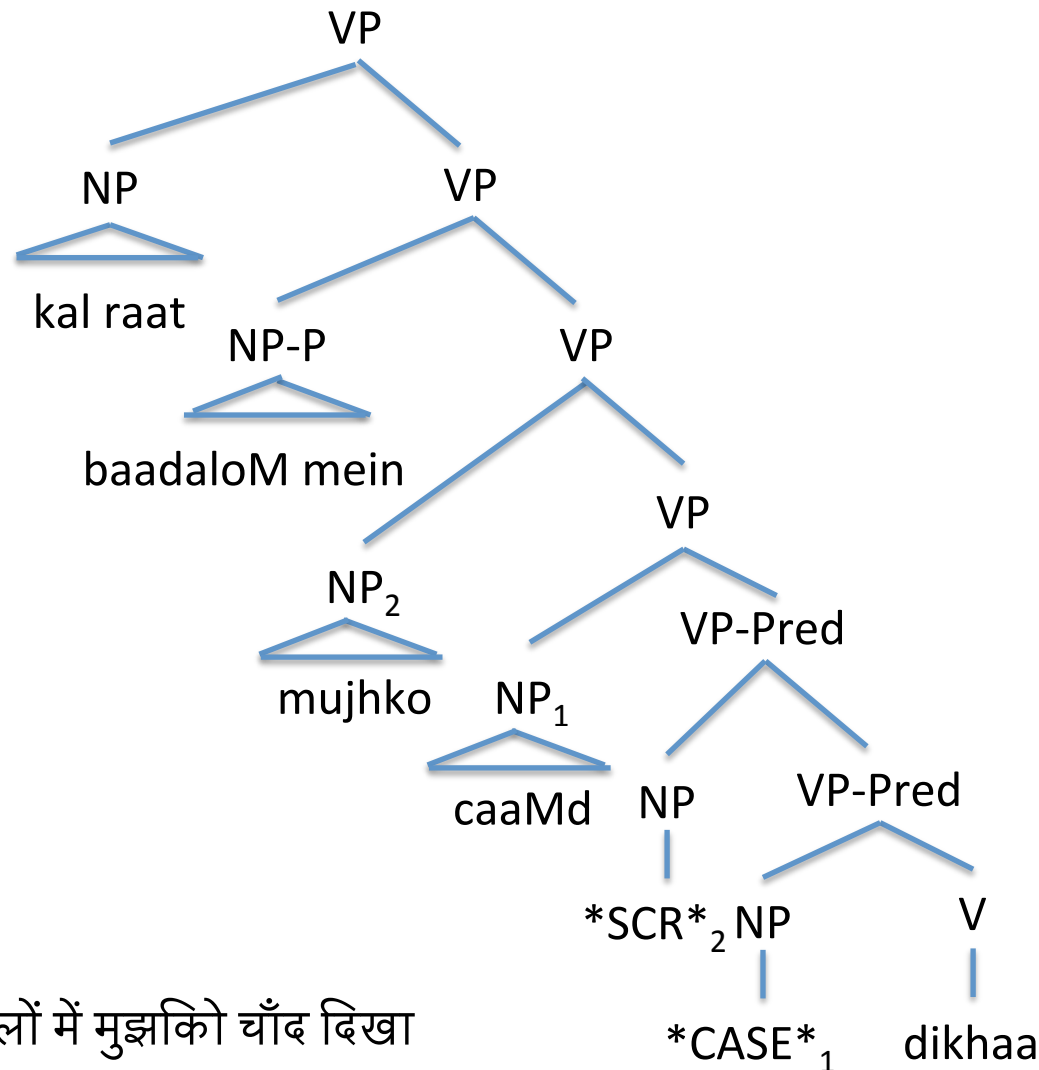 VP
NP VP
kal raat
NP-P VP
baadaloM mein
VP
NP₂
VP-Pred
mujhko NP₁
caaMd NP VP-Pred
*SCR*₂ NP V
लों में मुझकिो चाँद दिखा
*CASE*₁ dikhaa